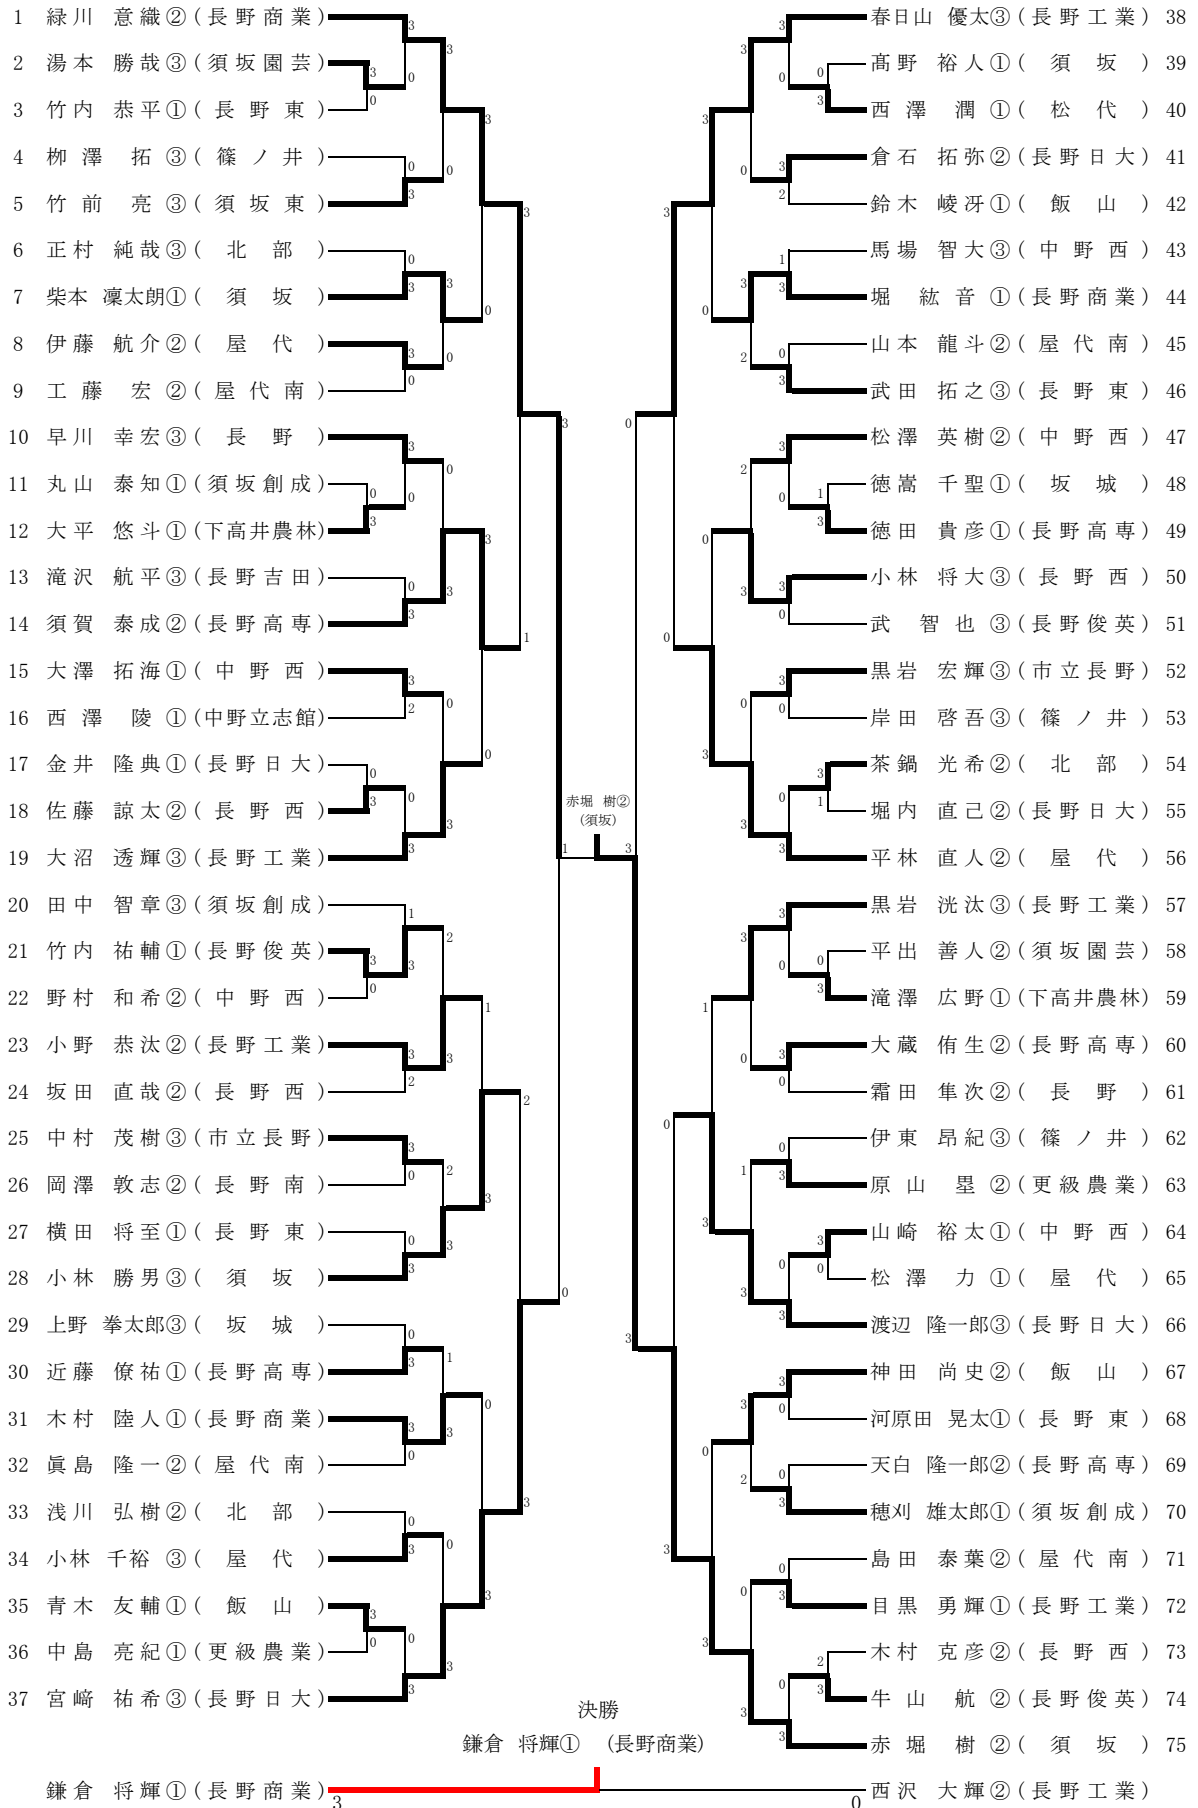 1 緑川 意織②(長野商業)
2 湯本 勝哉③(須坂園芸)
3 竹内 恭平①(長野東)
4 栁澤 拓③(篠ノ井)
5 竹前 亮③(須坂東)
6 正村 純哉③(北部)
7 柴本 凜太朗①(須坂)
8 伊藤 航介②(屋代)
9 工藤 宏②(屋代南)
10 早川 幸宏③(長野)
11 丸山 泰知①(須坂創成)
12 大平 悠斗①(下高井農林)
13 滝沢 航平③(長野吉田)
14 須賀 泰成②(長野高専)
15 大澤 拓海①(中野西)
16 西澤 陵①(中野立志館)
17 金井 隆典①(長野日大)
18 佐藤 諒太②(長野西)
19 大沼 透輝③(長野工業)
20 田中 智章③(須坂創成)
21 竹内 祐輔①(長野俊英)
22 野村 和希②(中野西)
23 小野 恭汰②(長野工業)
24 坂田 直哉②(長野西)
25 中村 茂樹③(市立長野)
26 岡澤 敦志②(長野南)
27 横田 将至①(長野東)
28 小林 勝男③(須坂)
29 上野 拳太郎③(坂城)
30 近藤 僚祐①(長野高専)
31 木村 陸人①(長野商業)
32 眞島 隆一②(屋代南)
33 浅川 弘樹②(北部)
34 小林 千裕③(屋代)
35 青木 友輔①(飯山)
36 中島 亮紀①(更級農業)
37 宮﨑 祐希③(長野日大)
赤堀 樹②
(須坂)
春日山 優太③(長野工業) 38
髙野 裕人①(須坂) 39
西澤 潤①(松代) 40
倉石 拓弥②(長野日大) 41
鈴木 崚冴①(飯山) 42
馬場 智大③(中野西) 43
堀 紘音①(長野商業) 44
山本 龍斗②(屋代南) 45
武田 拓之③(長野東) 46
松澤 英樹②(中野西) 47
徳嵩 千聖①(坂城) 48
徳田 貴彦①(長野高専) 49
小林 将大③(長野西) 50
武 智也③(長野俊英) 51
黒岩 宏輝③(市立長野) 52
岸田 啓吾③(篠ノ井) 53
茶鍋 光希②(北部) 54
堀内 直己②(長野日大) 55
平林 直人②(屋代) 56
黒岩 洸汰③(長野工業) 57
平出 善人②(須坂園芸) 58
滝澤 広野①(下高井農林) 59
大蔵 侑生②(長野高専) 60
霜田 隼次②(長野) 61
伊東 昂紀③(篠ノ井) 62
原山 塁②(更級農業) 63
山崎 裕太①(中野西) 64
松澤 力①(屋代) 65
渡辺 隆一郎③(長野日大) 66
神田 尚史②(飯山) 67
河原田 晃太①(長野東) 68
天白 隆一郎②(長野高専) 69
穂刈 雄太郎①(須坂創成) 70
島田 泰葉②(屋代南) 71
目黒 勇輝①(長野工業) 72
木村 克彦②(長野西) 73
牛山 航②(長野俊英) 74
赤堀 樹②(須坂) 75
決勝
鎌倉 将輝① (長野商業)
鎌倉 将輝①(長野商業) 3 0 西沢 大輝②(長野工業)